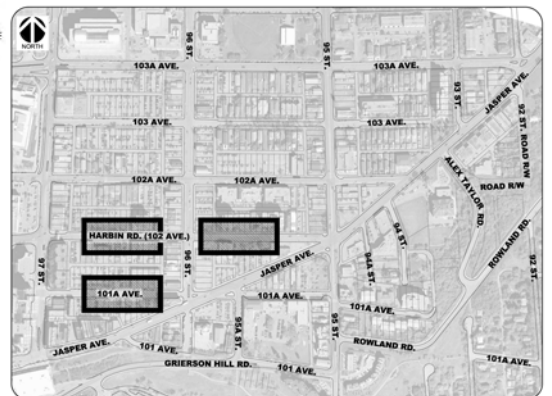 NORTH
96 ST.
95 ST.
103A AVE.
103A AVE.
93 ST.
JASPER AVE.
92 ST.
ROAD R/W
103 AVE.
103 AVE.
ALEX TAYLOR RD.
102A AVE.
102A AVE.
ROAD R/W
ROWLAND RD.
HARBIN RD. (102 AVE.)
94 ST.
97 ST.
96 ST.
JASPER AVE.
94A ST.
92 ST.
101A AVE.
101A AVE.
101A AVE.
95A ST.
95 ST.
JASPER AVE.
101 AVE.
ROWLAND RD.
GRIERSON HILL RD.
101 AVE.
101A AVE.